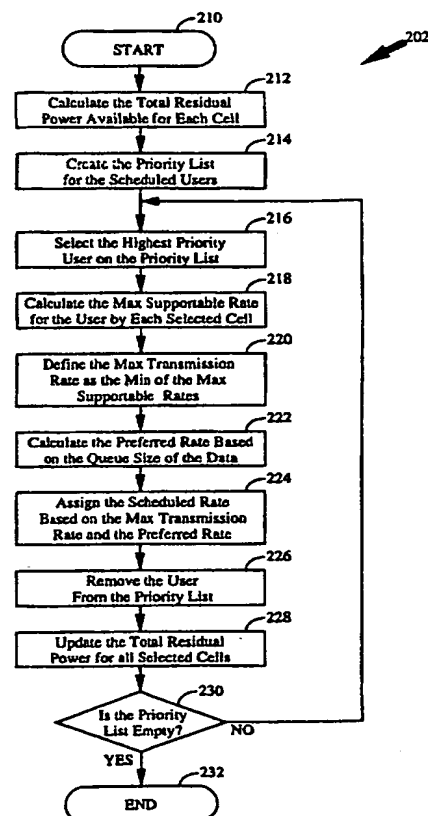 210
START
202
212
Calculate the Total Residual
Power Available for Each Cell
214
Create the Priority List
for the Scheduled Users
216
Select the Highest Priority
User on the Priority List
218
Calculate the Max Supportable Rate
for the User by Each Selected Cell
220
Define the Max Transmission
Rate as the Min of the Max
Supportable Rates
222
Calculate the Preferred Rate Based
on the Queue Size of the Data
224
Assign the Scheduled Rate
Based on the Max Transmission
Rate and the Preferred Rate
226
Remove the User
From the Priority List
228
Update the Total Residual
Power for all Selected Cells
230
Is the Priority
List Empty?
NO
YES
232
END